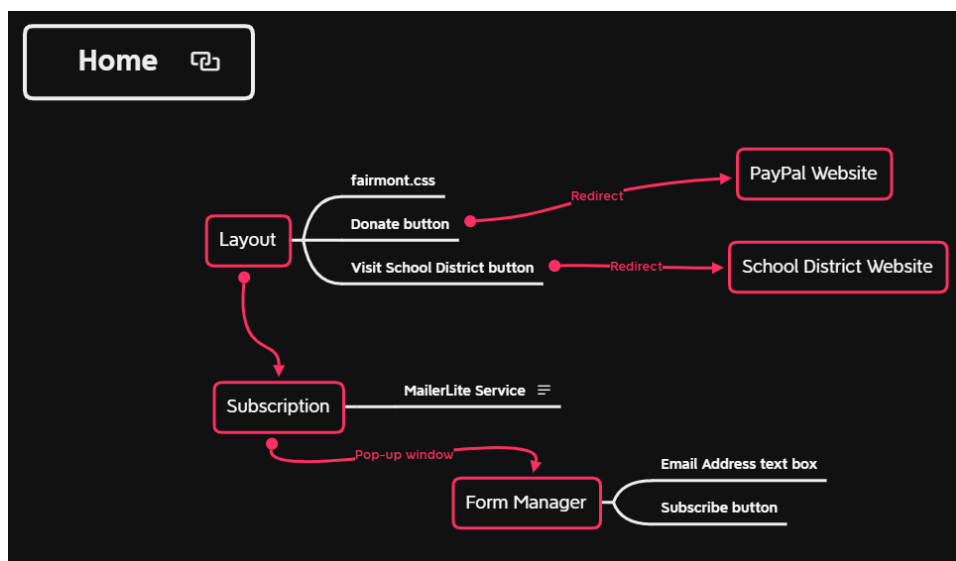 Home
fairmont.css
PayPal Website
Redirect
Donate button
Layout
Visit School District button
Redirect
School District Website
MailerLite Service
Subscription
Pop-up window
Email Address text box
Form Manager
Subscribe button